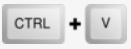 CTRL + V